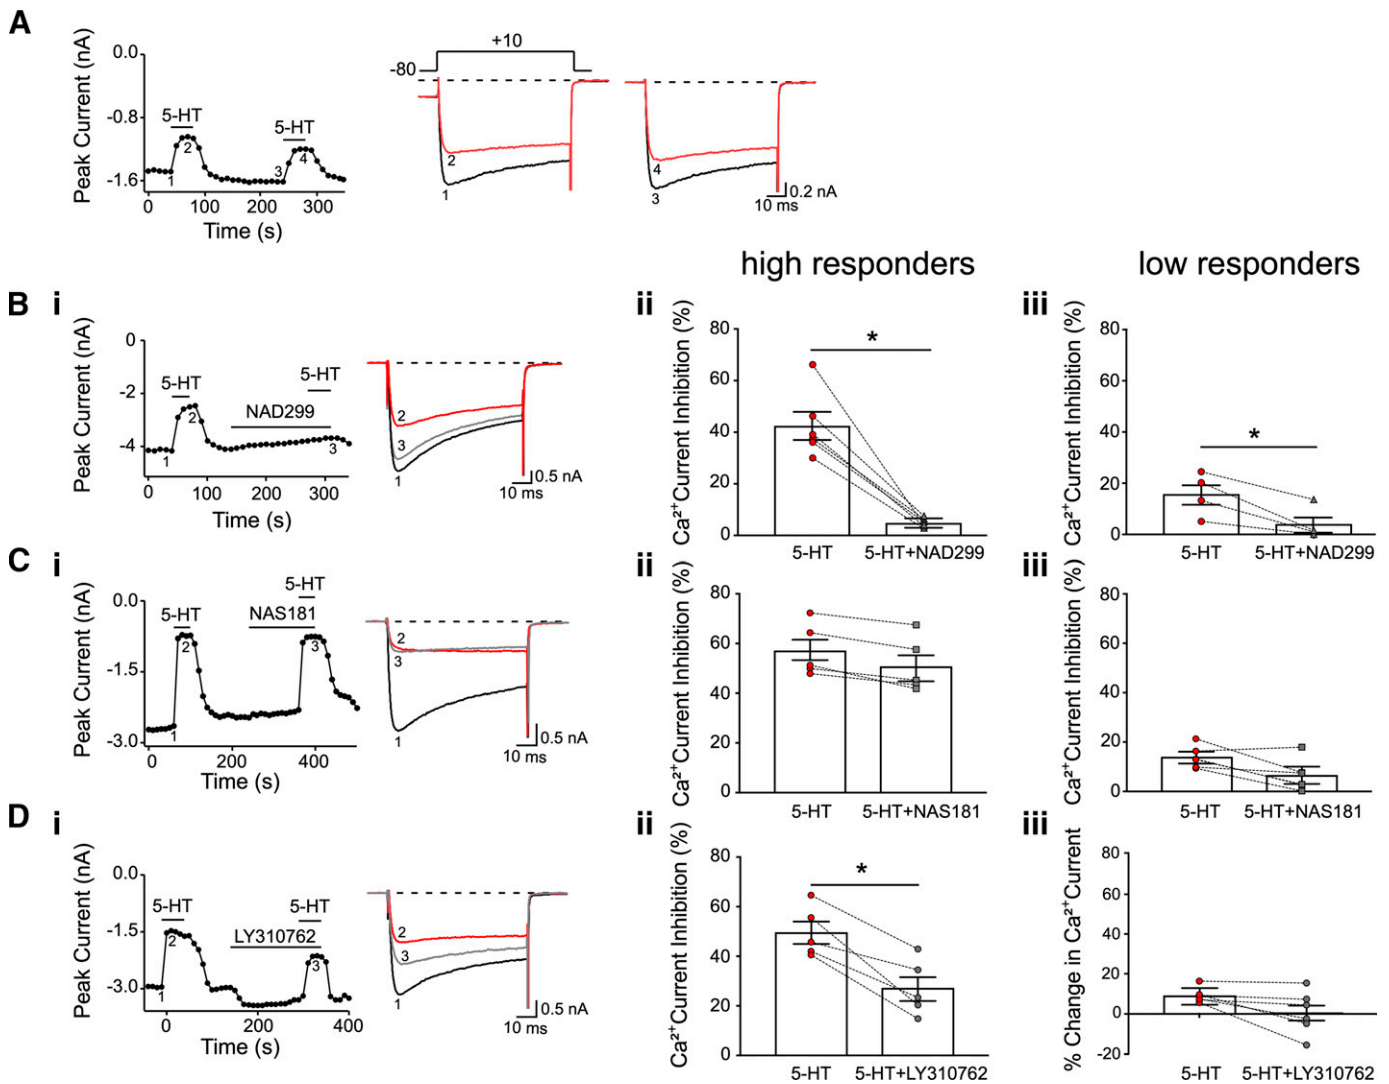 A
Peak Current (nA)
0.0
-0.8
-1.6
5-HT
5-HT
1
2
3
4
0
100
200
300
Time (s)
+10
-80
2
1
4
3
0.2 nA
10 ms
high responders
low responders
B
i
Peak Current (nA)
0
-2
-4
5-HT
5-HT
NAD299
1
2
3
0
100
200
300
Time (s)
2
3
1
0.5 nA
10 ms
ii
Ca²⁺Current Inhibition (%)
80
60
40
20
0
*
5-HT
5-HT+NAD299
iii
Ca²⁺Current Inhibition (%)
80
60
40
20
0
*
5-HT
5-HT+NAD299
C
i
Peak Current (nA)
0.0
-1.5
-3.0
5-HT
5-HT
NAS181
1
2
3
0
200
400
Time (s)
2
3
1
0.5 nA
10 ms
ii
Ca²⁺Current Inhibition (%)
80
60
40
20
0
5-HT
5-HT+NAS181
iii
Ca²⁺Current Inhibition (%)
80
60
40
20
0
5-HT
5-HT+NAS181
D
i
Peak Current (nA)
0.0
-1.5
-3.0
5-HT
5-HT
LY310762
1
2
3
0
200
400
Time (s)
2
3
1
0.5 nA
10 ms
ii
Ca²⁺Current Inhibition (%)
80
60
40
20
0
*
5-HT
5-HT+LY310762
iii
% Change in Ca²⁺Current
80
60
40
20
0
-20
5-HT
5-HT+LY310762